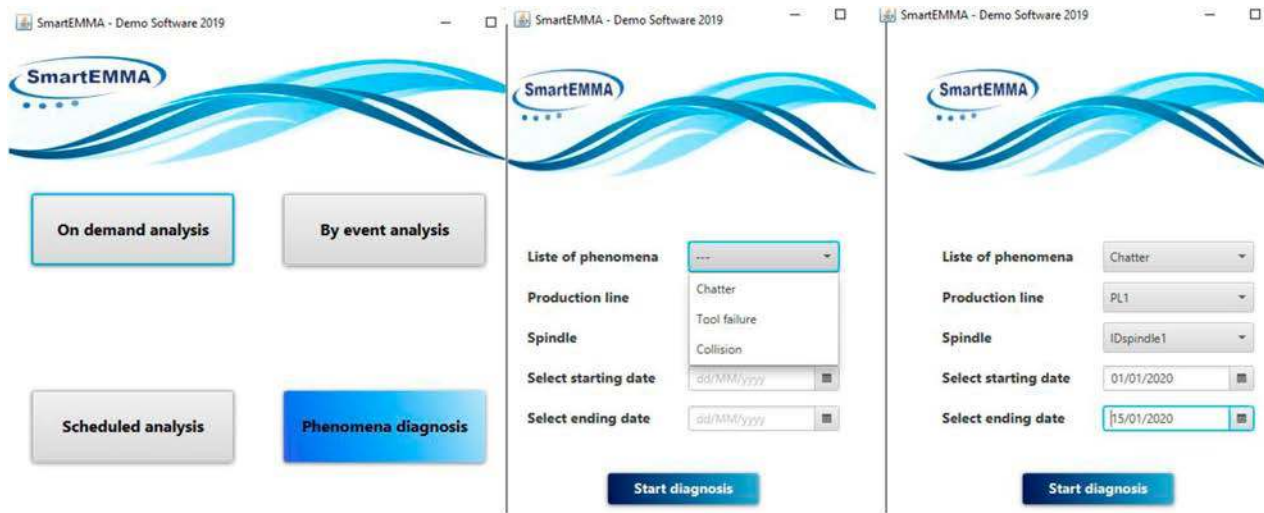 SmartEMMA - Demo Software 2019
SmartEMMA
On demand analysis
By event analysis
Scheduled analysis
Phenomena diagnosis
SmartEMMA - Demo Software 2019
SmartEMMA
Liste of phenomena
---
Chatter
Tool failure
Collision
Production line
Spindle
Select starting date
dd/MM/yyyy
Select ending date
dd/MM/yyyy
Start diagnosis
SmartEMMA - Demo Software 2019
SmartEMMA
Liste of phenomena
Chatter
Production line
PL1
Spindle
IDspindle1
Select starting date
01/01/2020
Select ending date
15/01/2020
Start diagnosis